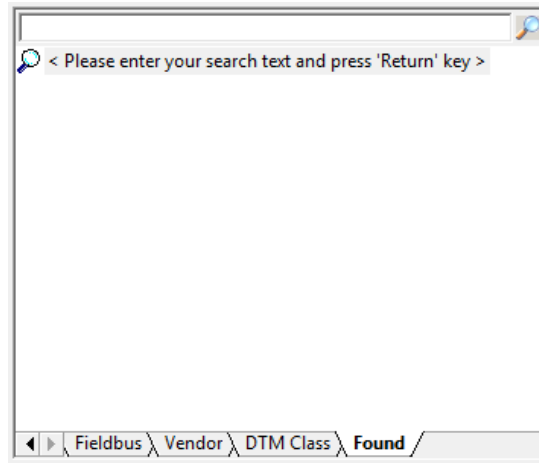 < Please enter your search text and press 'Return' key >
Fieldbus Vendor DTM Class Found